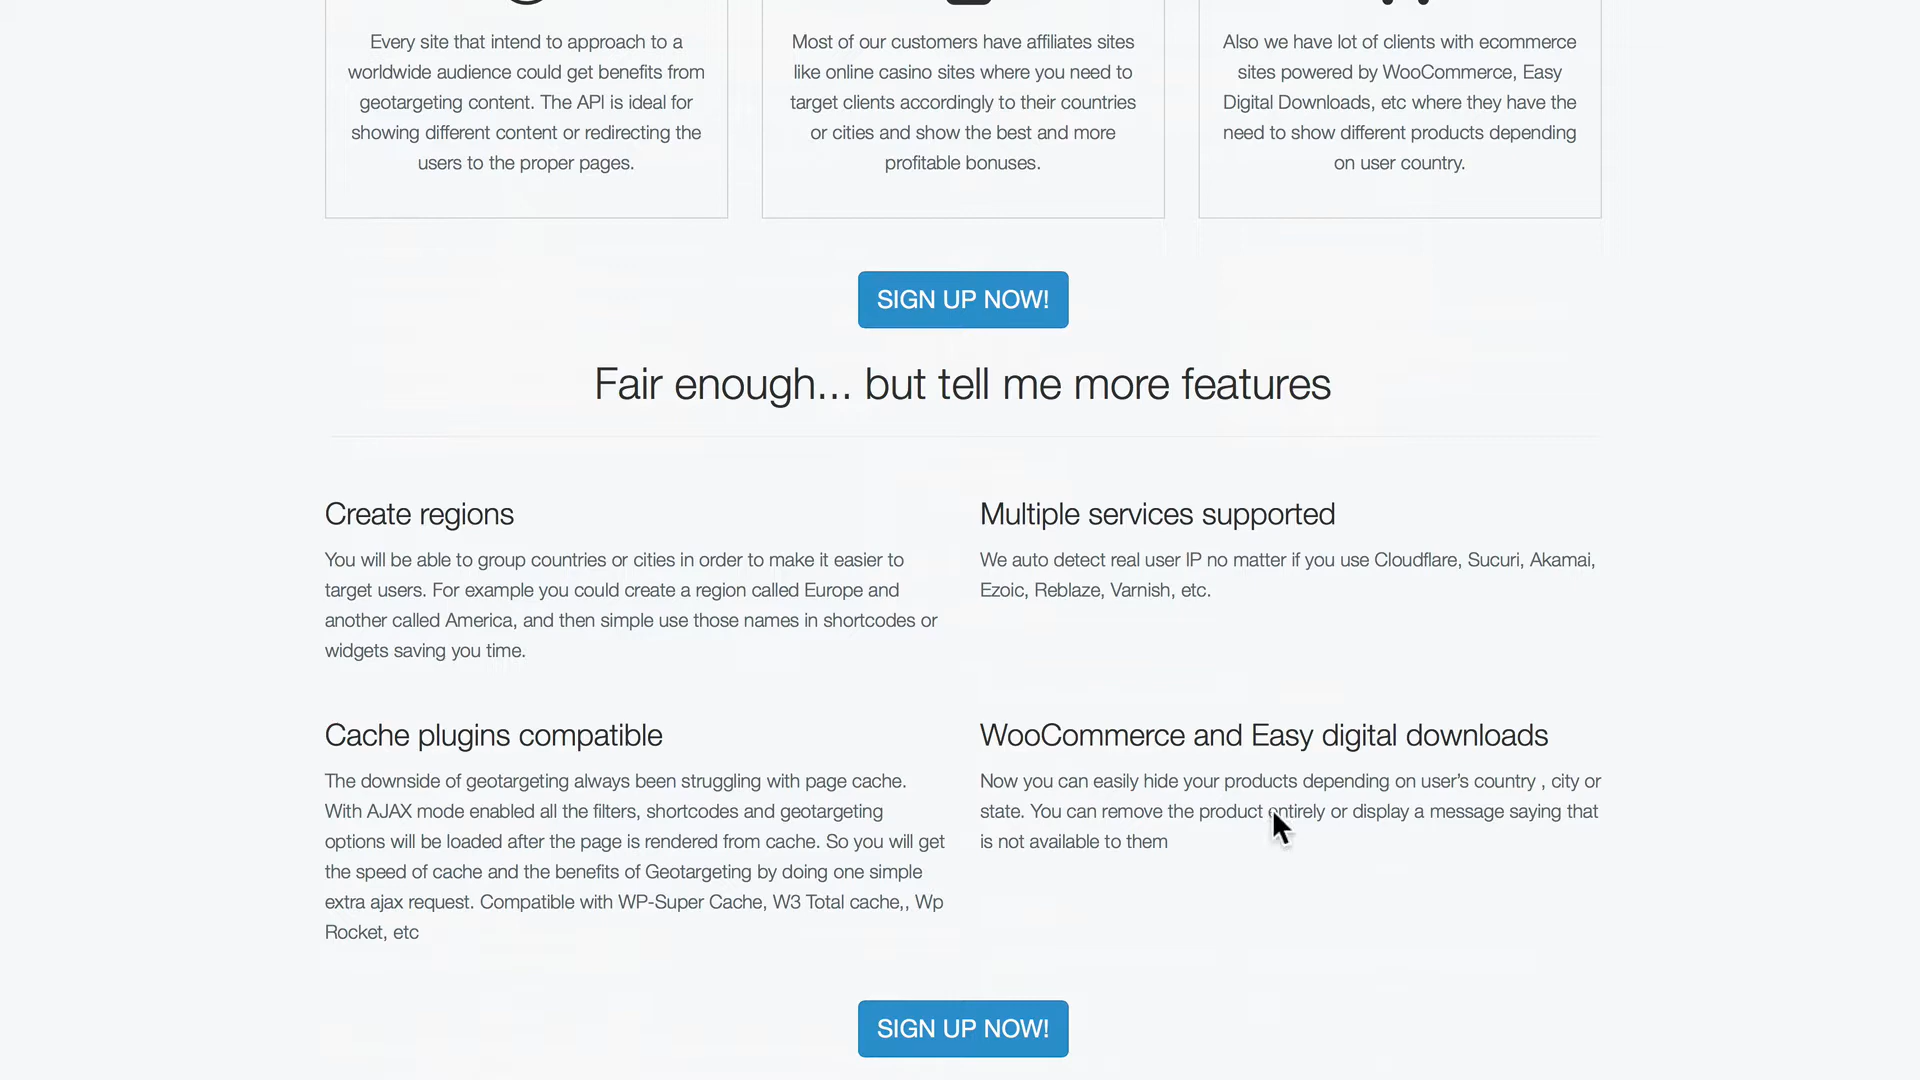 Every site that intend to approach to a
worldwide audience could get benefits from
geotargeting content. The API is ideal for
showing different content or redirecting the
users to the proper pages.
Most of our customers have affiliates sites
like online casino sites where you need to
target clients accordingly to their countries
or cities and show the best and more
profitable bonuses.
Also we have lot of clients with ecommerce
sites powered by WooCommerce, Easy
Digital Downloads, etc where they have the
need to show different products depending
on user country.
SIGN UP NOW!
Fair enough... but tell me more features
Create regions
You will be able to group countries or cities in order to make it easier to
target users. For example you could create a region called Europe and
another called America, and then simple use those names in shortcodes or
widgets saving you time.
Multiple services supported
We auto detect real user IP no matter if you use Cloudflare, Sucuri, Akamai,
Ezoic, Reblaze, Varnish, etc.
Cache plugins compatible
The downside of geotargeting always been struggling with page cache.
With AJAX mode enabled all the filters, shortcodes and geotargeting
options will be loaded after the page is rendered from cache. So you will get
the speed of cache and the benefits of Geotargeting by doing one simple
extra ajax request. Compatible with WP-Super Cache, W3 Total cache,, Wp
Rocket, etc
WooCommerce and Easy digital downloads
Now you can easily hide your products depending on user's country , city or
state. You can remove the product entirely or display a message saying that
is not available to them
SIGN UP NOW!